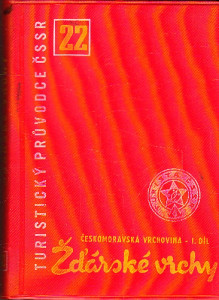 TURISTICKÝ PRŮVODCE ČSSR
22
ČESKOMORAVSKÁ VRCHOVINA - I. DÍL
Žďárské vrchy